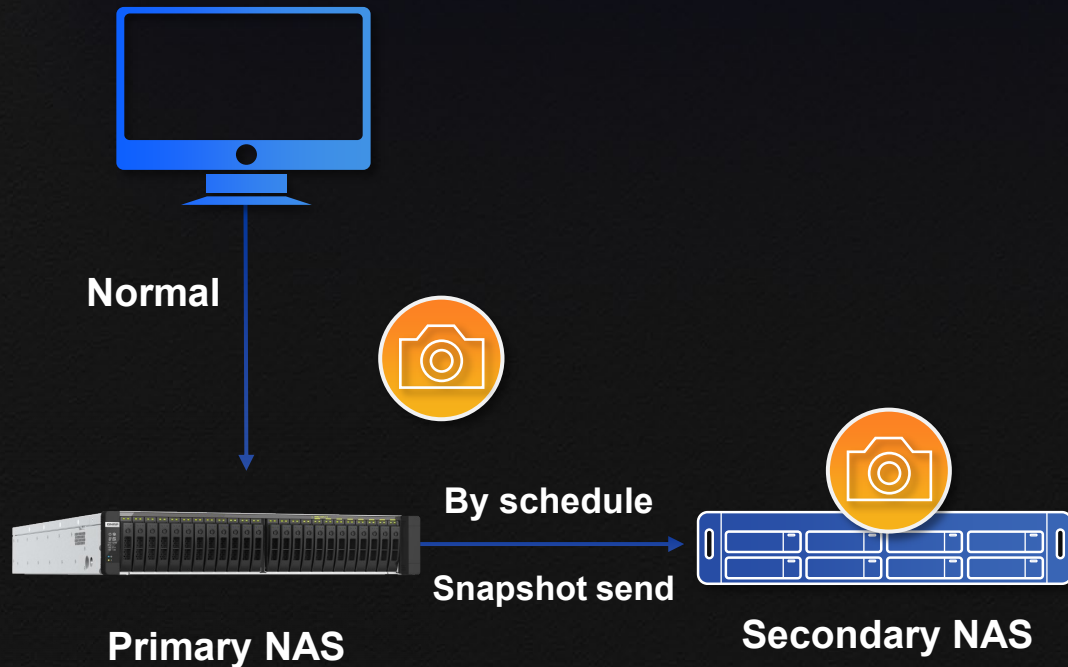 Normal
By schedule
Snapshot send
Primary NAS
Secondary NAS